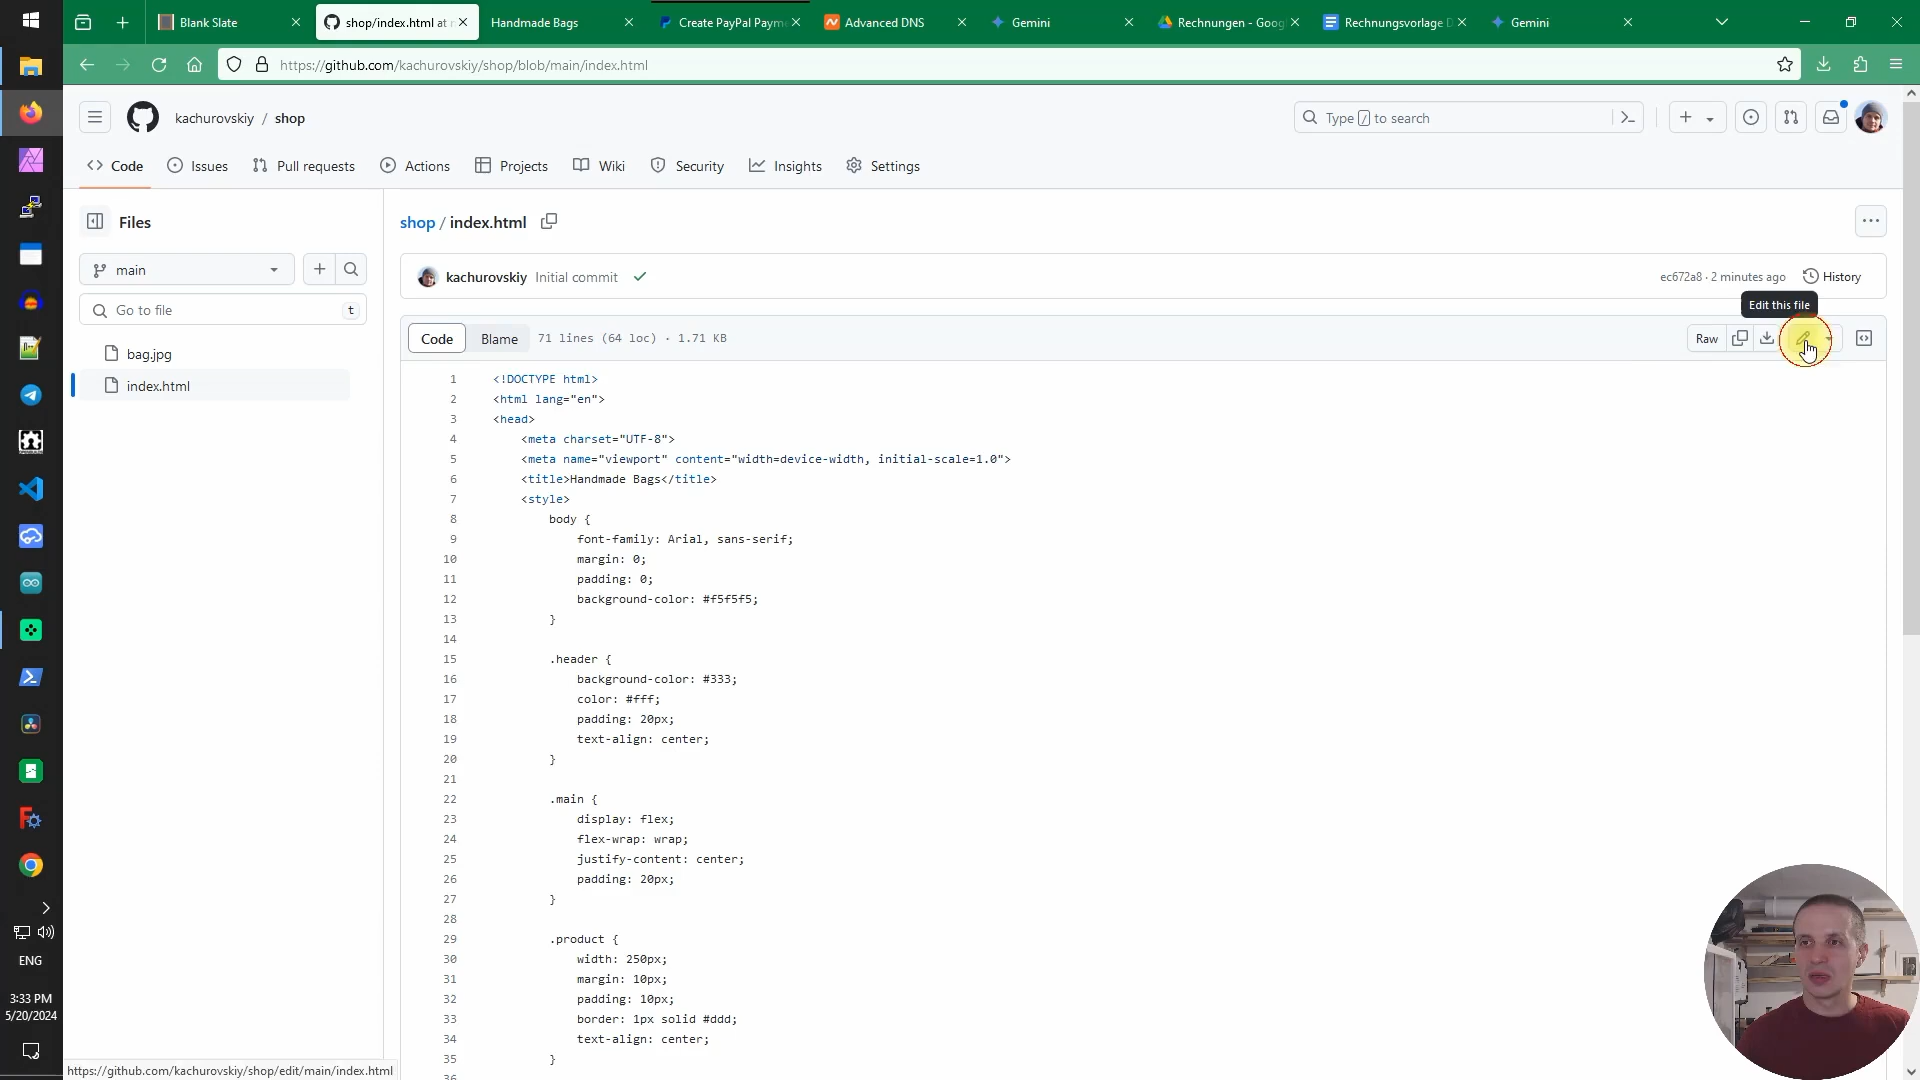 Blank Slate
shop/index.html at
Handmade Bags
Create PayPal Paym
Advanced DNS
Gemini
Rechnungen - Goog
Rechnungsvorlage D
Gemini
https://github.com/kachurovskiy/shop/blob/main/index.html
kachurovskiy / shop
Type / to search
Code
Issues
Pull requests
Actions
Projects
Wiki
Security
Insights
Settings
Files
shop / index.html
main
kachurovskiy Initial commit
ec672a8 · 2 minutes ago
History
Go to file
t
Edit this file
bag.jpg
index.html
Code
Blame
71 lines (64 loc) · 1.71 KB
Raw
1 <!DOCTYPE html>
2 <html lang="en">
3 <head>
4 <meta charset="UTF-8">
5 <meta name="viewport" content="width=device-width, initial-scale=1.0">
6 <title>Handmade Bags</title>
7 <style>
8 body {
9 font-family: Arial, sans-serif;
10 margin: 0;
11 padding: 0;
12 background-color: #f5f5f5;
13 }
14
15 .header {
16 background-color: #333;
17 color: #fff;
18 padding: 20px;
19 text-align: center;
20 }
21
22 .main {
23 display: flex;
24 flex-wrap: wrap;
25 justify-content: center;
26 padding: 20px;
27 }
28
29 .product {
30 width: 250px;
31 margin: 10px;
32 padding: 10px;
33 border: 1px solid #ddd;
34 text-align: center;
35 }
36
ENG
3:33 PM
5/20/2024
https://github.com/kachurovskiy/shop/edit/main/index.html